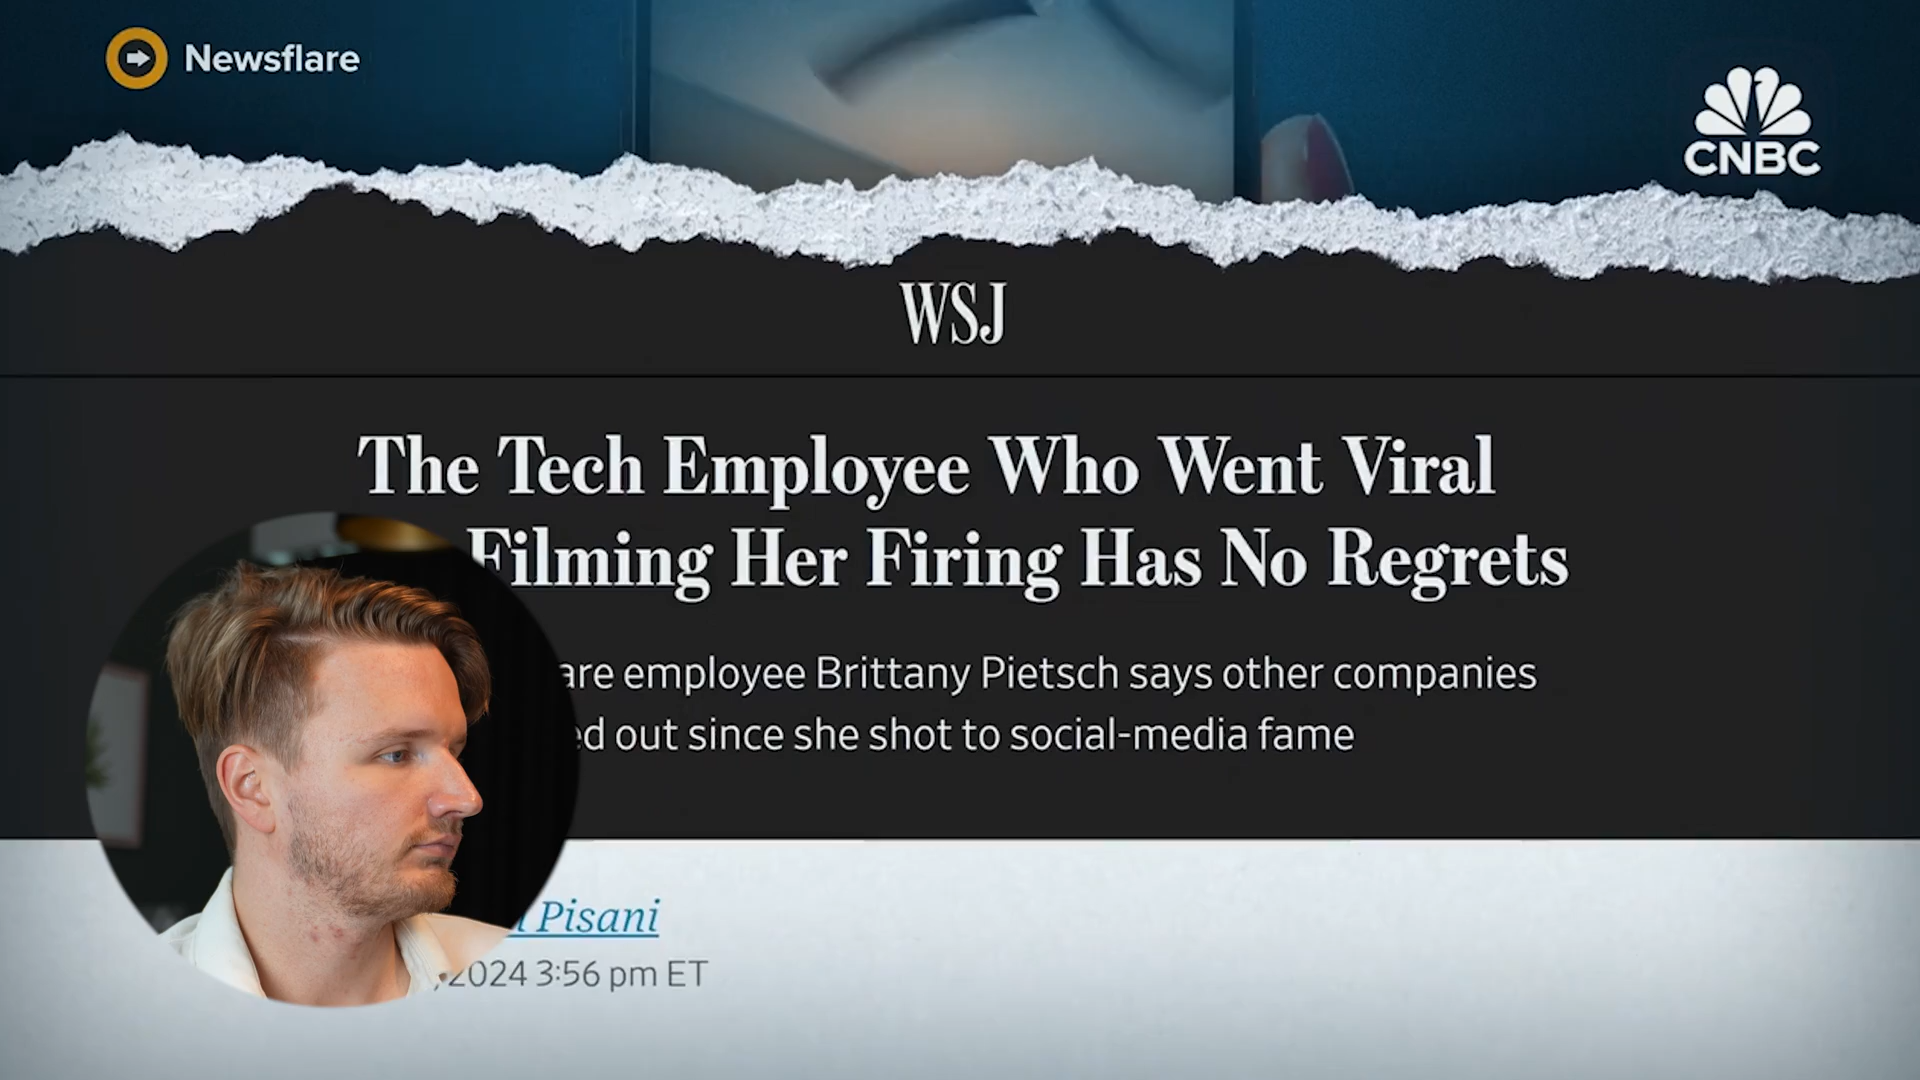 Newsflare
CNBC
WSJ
The Tech Employee Who Went Viral
Filming Her Firing Has No Regrets
employee Brittany Pietsch says other companies
out since she shot to social-media fame
Pisani
2024 3:56 pm ET